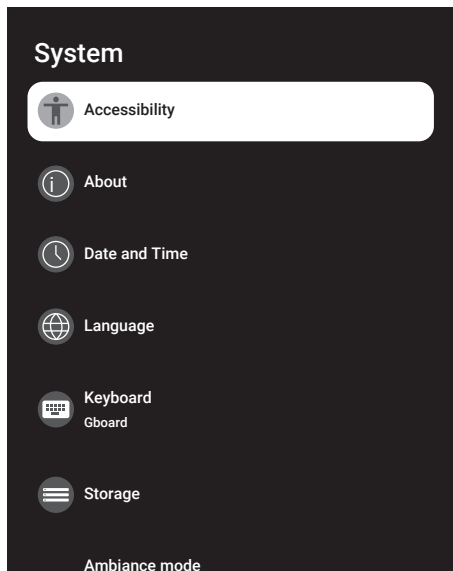 System
Accessibility
About
Date and Time
Language
Keyboard
Gboard
Storage
Ambiance mode